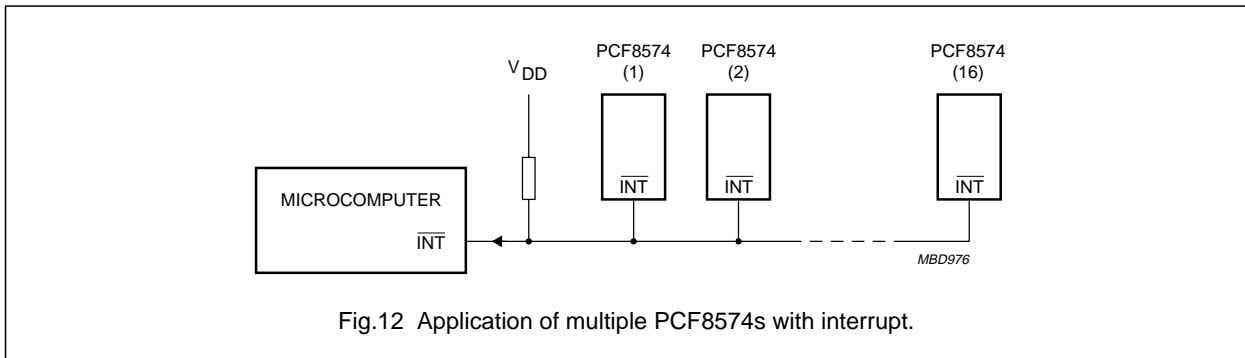 PCF8574 PCF8574 PCF8574
(1) (2) (16)
VDD
INT INT INT
MICROCOMPUTER
INT
MBD976
Fig.12 Application of multiple PCF8574s with interrupt.